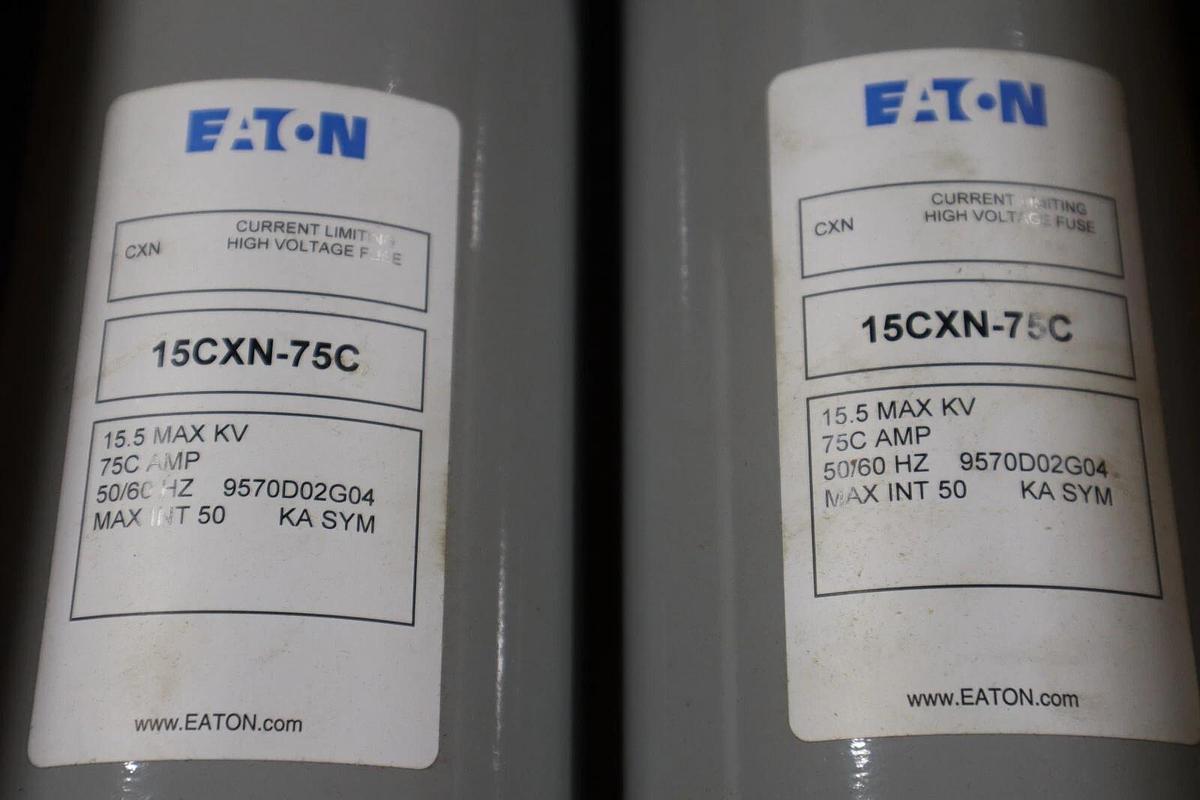 EATON
CXN
CURRENT LIMITING
HIGH VOLTAGE FUSE
15CXN-75C
15.5 MAX KV
75C AMP
50/60 HZ 9570D02G04
MAX INT 50 KA SYM
www.EATON.com
EATON
CXN
CURRENT LIMITING
HIGH VOLTAGE FUSE
15CXN-75C
15.5 MAX KV
75C AMP
50/60 HZ 9570D02G04
MAX INT 50 KA SYM
www.EATON.com